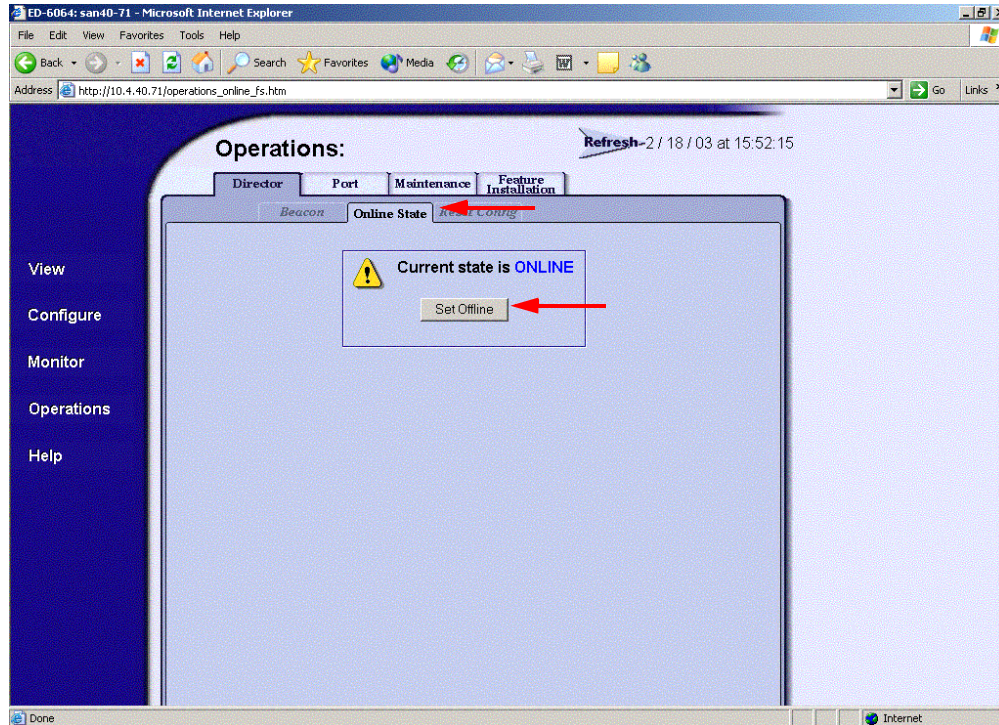 ED-6064: san40-71 - Microsoft Internet Explorer
File Edit View Favorites Tools Help
Back Search Favorites Media
Address http://10.4.40.71/operations_online_fs.htm Go Links
Operations:
Refresh-2 / 18 / 03 at 15:52:15
Director Port Maintenance Feature Installation
Beacon Online State Reset Config
Current state is ONLINE
Set Offline
View
Configure
Monitor
Operations
Help
Done Internet